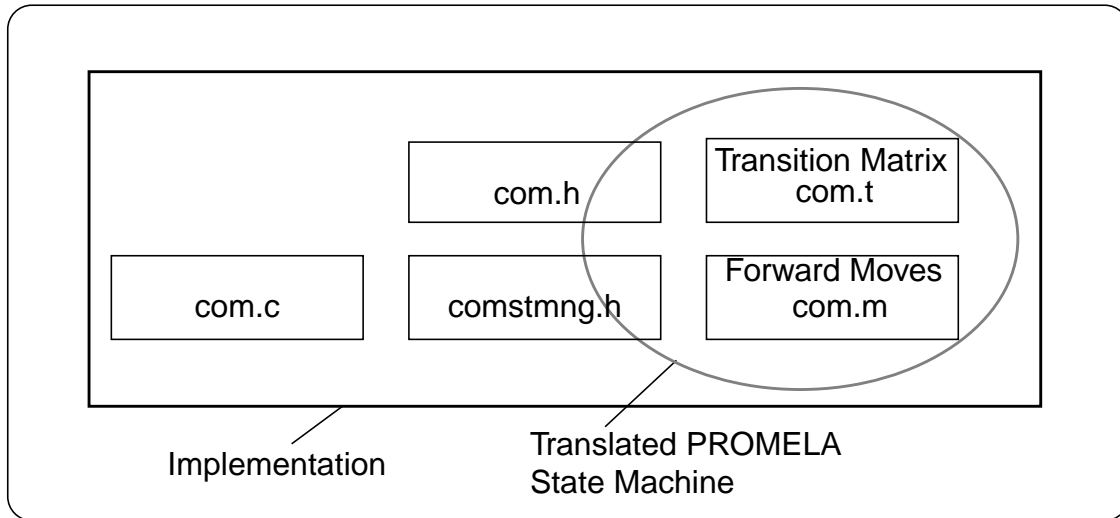 Transition Matrix
com.t
com.h
Forward Moves
com.m
com.c
comstmng.h
Implementation
Translated PROMELA
State Machine